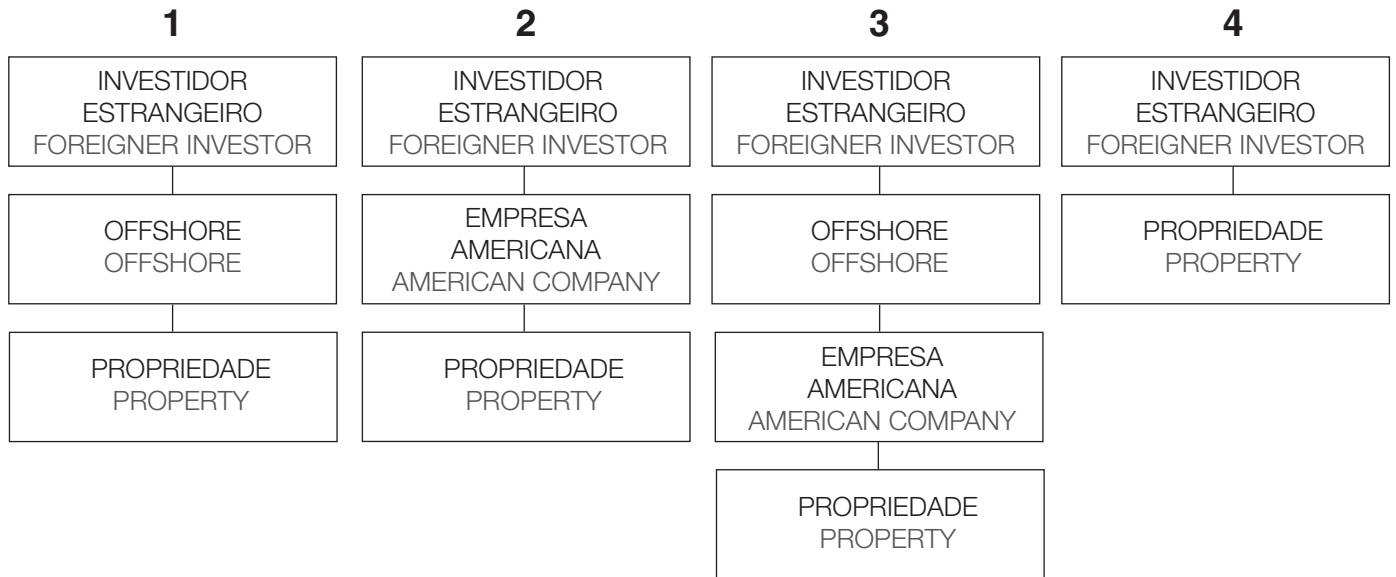 1
INVESTIDOR
ESTRANGEIRO
FOREIGNER INVESTOR
OFFSHORE
OFFSHORE
PROPRIEDADE
PROPERTY
2
INVESTIDOR
ESTRANGEIRO
FOREIGNER INVESTOR
EMPRESA
AMERICANA
AMERICAN COMPANY
PROPRIEDADE
PROPERTY
3
INVESTIDOR
ESTRANGEIRO
FOREIGNER INVESTOR
OFFSHORE
OFFSHORE
EMPRESA
AMERICANA
AMERICAN COMPANY
PROPRIEDADE
PROPERTY
4
INVESTIDOR
ESTRANGEIRO
FOREIGNER INVESTOR
PROPRIEDADE
PROPERTY